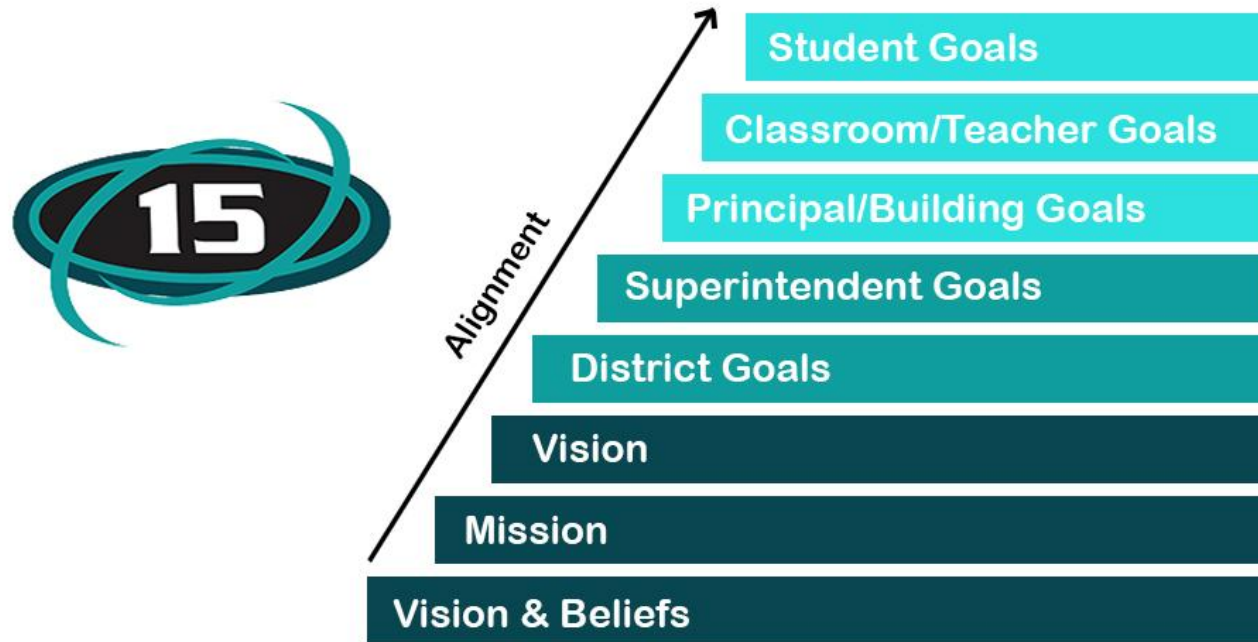 15
Alignment
Student Goals
Classroom/Teacher Goals
Principal/Building Goals
Superintendent Goals
District Goals
Vision
Mission
Vision & Beliefs